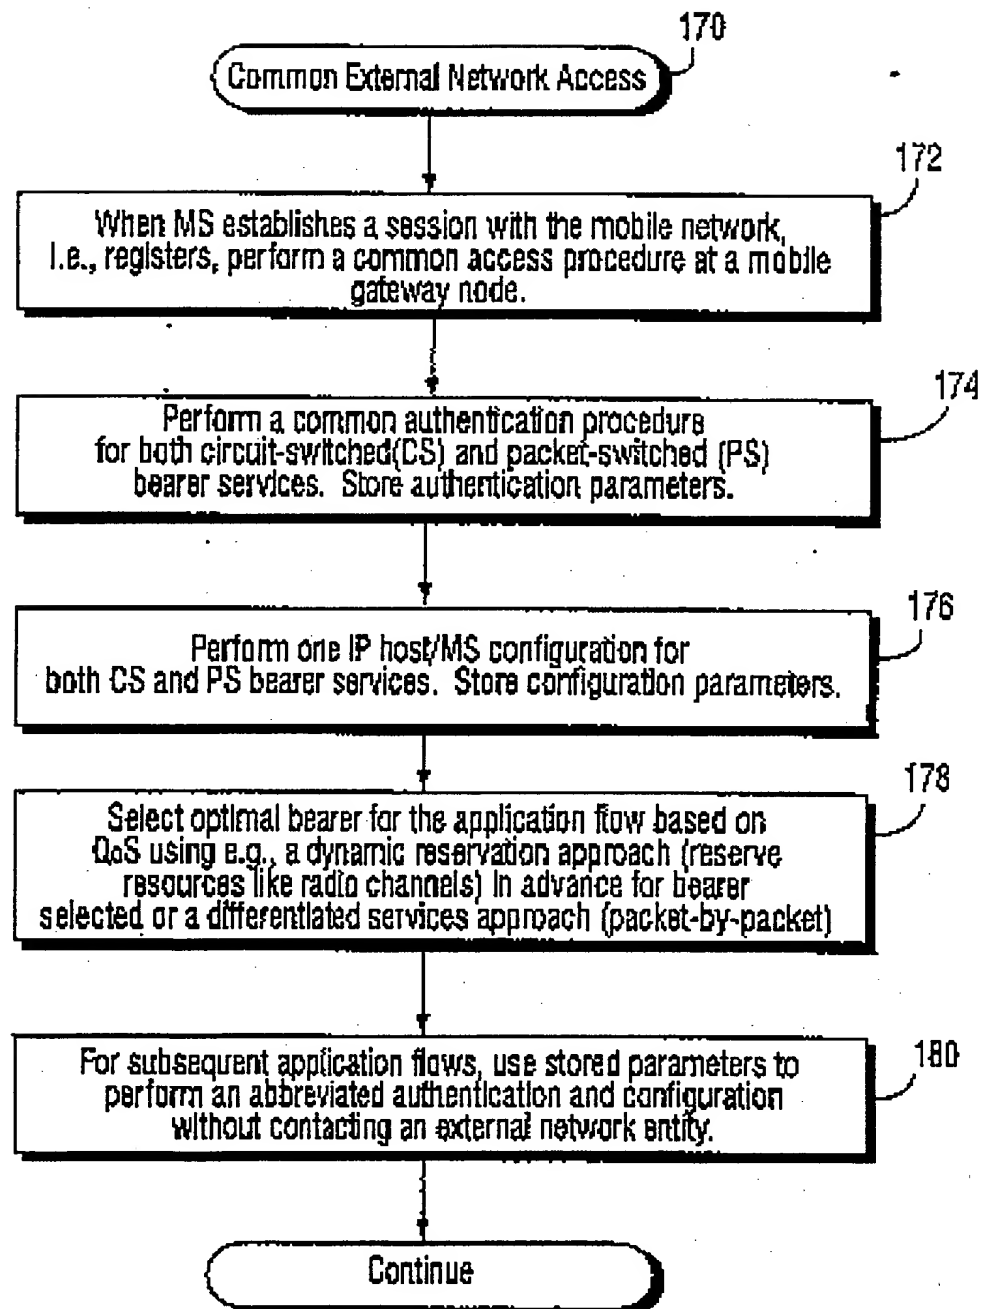 170
Common External Network Access
172
When MS establishes a session with the mobile network,
i.e., registers, perform a common access procedure at a mobile
gateway node.
174
Perform a common authentication procedure
for both circuit-switched(CS) and packet-switched (PS)
bearer services. Store authentication parameters.
176
Perform one IP host/MS configuration for
both CS and PS bearer services. Store configuration parameters.
178
Select optimal bearer for the application flow based on
QoS using e.g., a dynamic reservation approach (reserve
resources like radio channels) in advance for bearer
selected or a differentiated services approach (packet-by-packet)
180
For subsequent application flows, use stored parameters to
perform an abbreviated authentication and configuration
without contacting an external network entity.
Continue